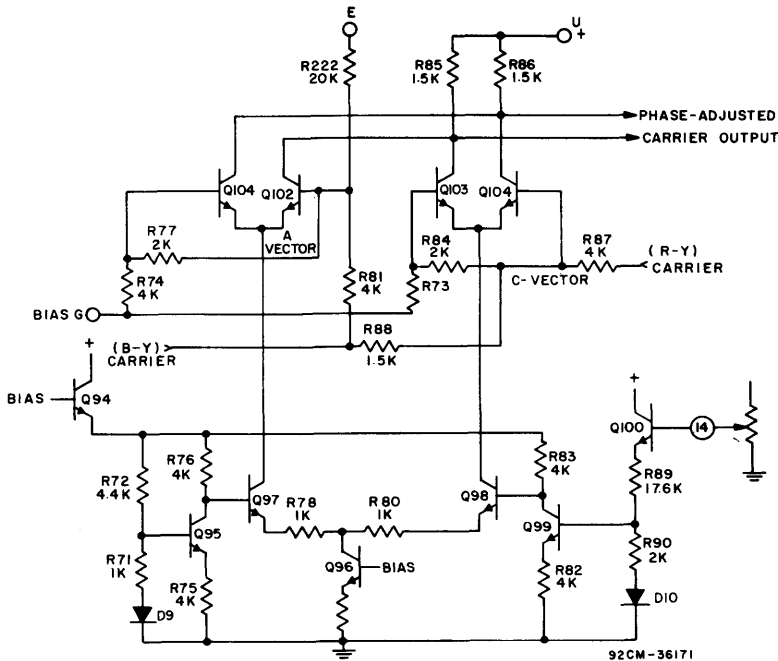 E
U
+
R222
20K
R85
1.5K
R86
1.5K
PHASE-ADJUSTED
CARRIER OUTPUT
Q104
Q102
Q103
Q104
A
VECTOR
R77
2K
R74
4K
R81
4K
R84
2K
R73
R87
4K
(R-Y)
CARRIER
C-VECTOR
BIAS G
(B-Y)
CARRIER
R88
1.5K
+
BIAS
Q94
+
Q100
14
R72
4.4K
R76
4K
R83
4K
R89
17.6K
Q97
R78
1K
R80
1K
Q98
Q95
Q99
R71
1K
R75
4K
Q96
BIAS
R82
4K
R90
2K
D9
D10
92CM-36171